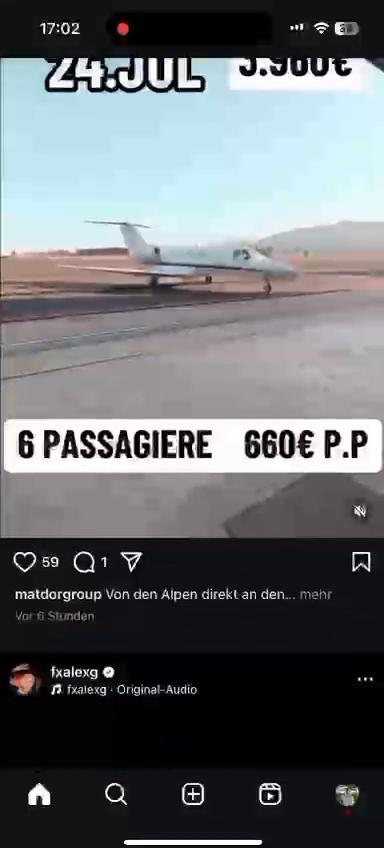 17:02
24.JUL 3.960€
6 PASSAGIERE 660€ P.P
59 1
matdorgroup Von den Alpen direkt an den... mehr
Vor 6 Stunden
fxalexg
fxalexg · Original-Audio